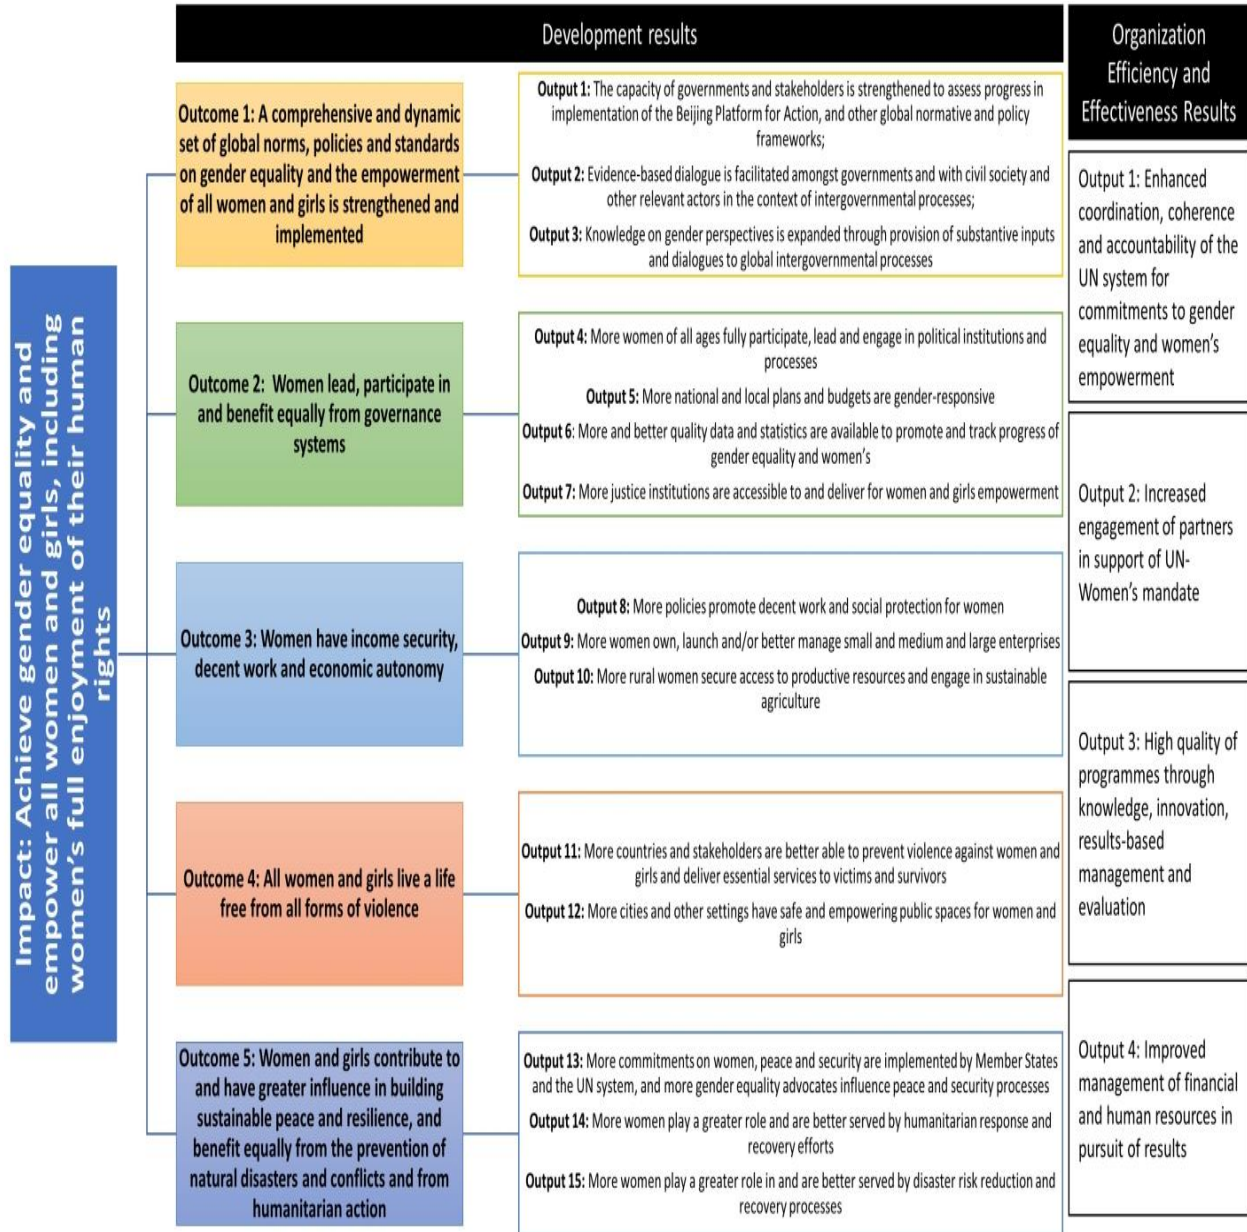 Impact: Achieve gender equality and
empower all women and girls, including
women's full enjoyment of their human
rights
Development results
Outcome 1: A comprehensive and dynamic
set of global norms, policies and standards
on gender equality and the empowerment
of all women and girls is strengthened and
implemented
Output 1: The capacity of governments and stakeholders is strengthened to assess progress in
implementation of the Beijing Platform for Action, and other global normative and policy
frameworks;
Output 2: Evidence-based dialogue is facilitated amongst governments and with civil society and
other relevant actors in the context of intergovernmental processes;
Output 3: Knowledge on gender perspectives is expanded through provision of substantive inputs
and dialogues to global intergovernmental processes
Outcome 2: Women lead, participate in
and benefit equally from governance
systems
Output 4: More women of all ages fully participate, lead and engage in political institutions and
processes
Output 5: More national and local plans and budgets are gender-responsive
Output 6: More and better quality data and statistics are available to promote and track progress of
gender equality and women's
Output 7: More justice institutions are accessible to and deliver for women and girls empowerment
Outcome 3: Women have income security,
decent work and economic autonomy
Output 8: More policies promote decent work and social protection for women
Output 9: More women own, launch and/or better manage small and medium and large enterprises
Output 10: More rural women secure access to productive resources and engage in sustainable
agriculture
Outcome 4: All women and girls live a life
free from all forms of violence
Output 11: More countries and stakeholders are better able to prevent violence against women and
girls and deliver essential services to victims and survivors
Output 12: More cities and other settings have safe and empowering public spaces for women and
girls
Outcome 5: Women and girls contribute to
and have greater influence in building
sustainable peace and resilience, and
benefit equally from the prevention of
natural disasters and conflicts and from
humanitarian action
Output 13: More commitments on women, peace and security are implemented by Member States
and the UN system, and more gender equality advocates influence peace and security processes
Output 14: More women play a greater role and are better served by humanitarian response and
recovery efforts
Output 15: More women play a greater role in and are better served by disaster risk reduction and
recovery processes
Organization
Efficiency and
Effectiveness Results
Output 1: Enhanced
coordination, coherence
and accountability of the
UN system for
commitments to gender
equality and women's
empowerment
Output 2: Increased
engagement of partners
in support of UN-
Women's mandate
Output 3: High quality of
programmes through
knowledge, innovation,
results-based
management and
evaluation
Output 4: Improved
management of financial
and human resources in
pursuit of results